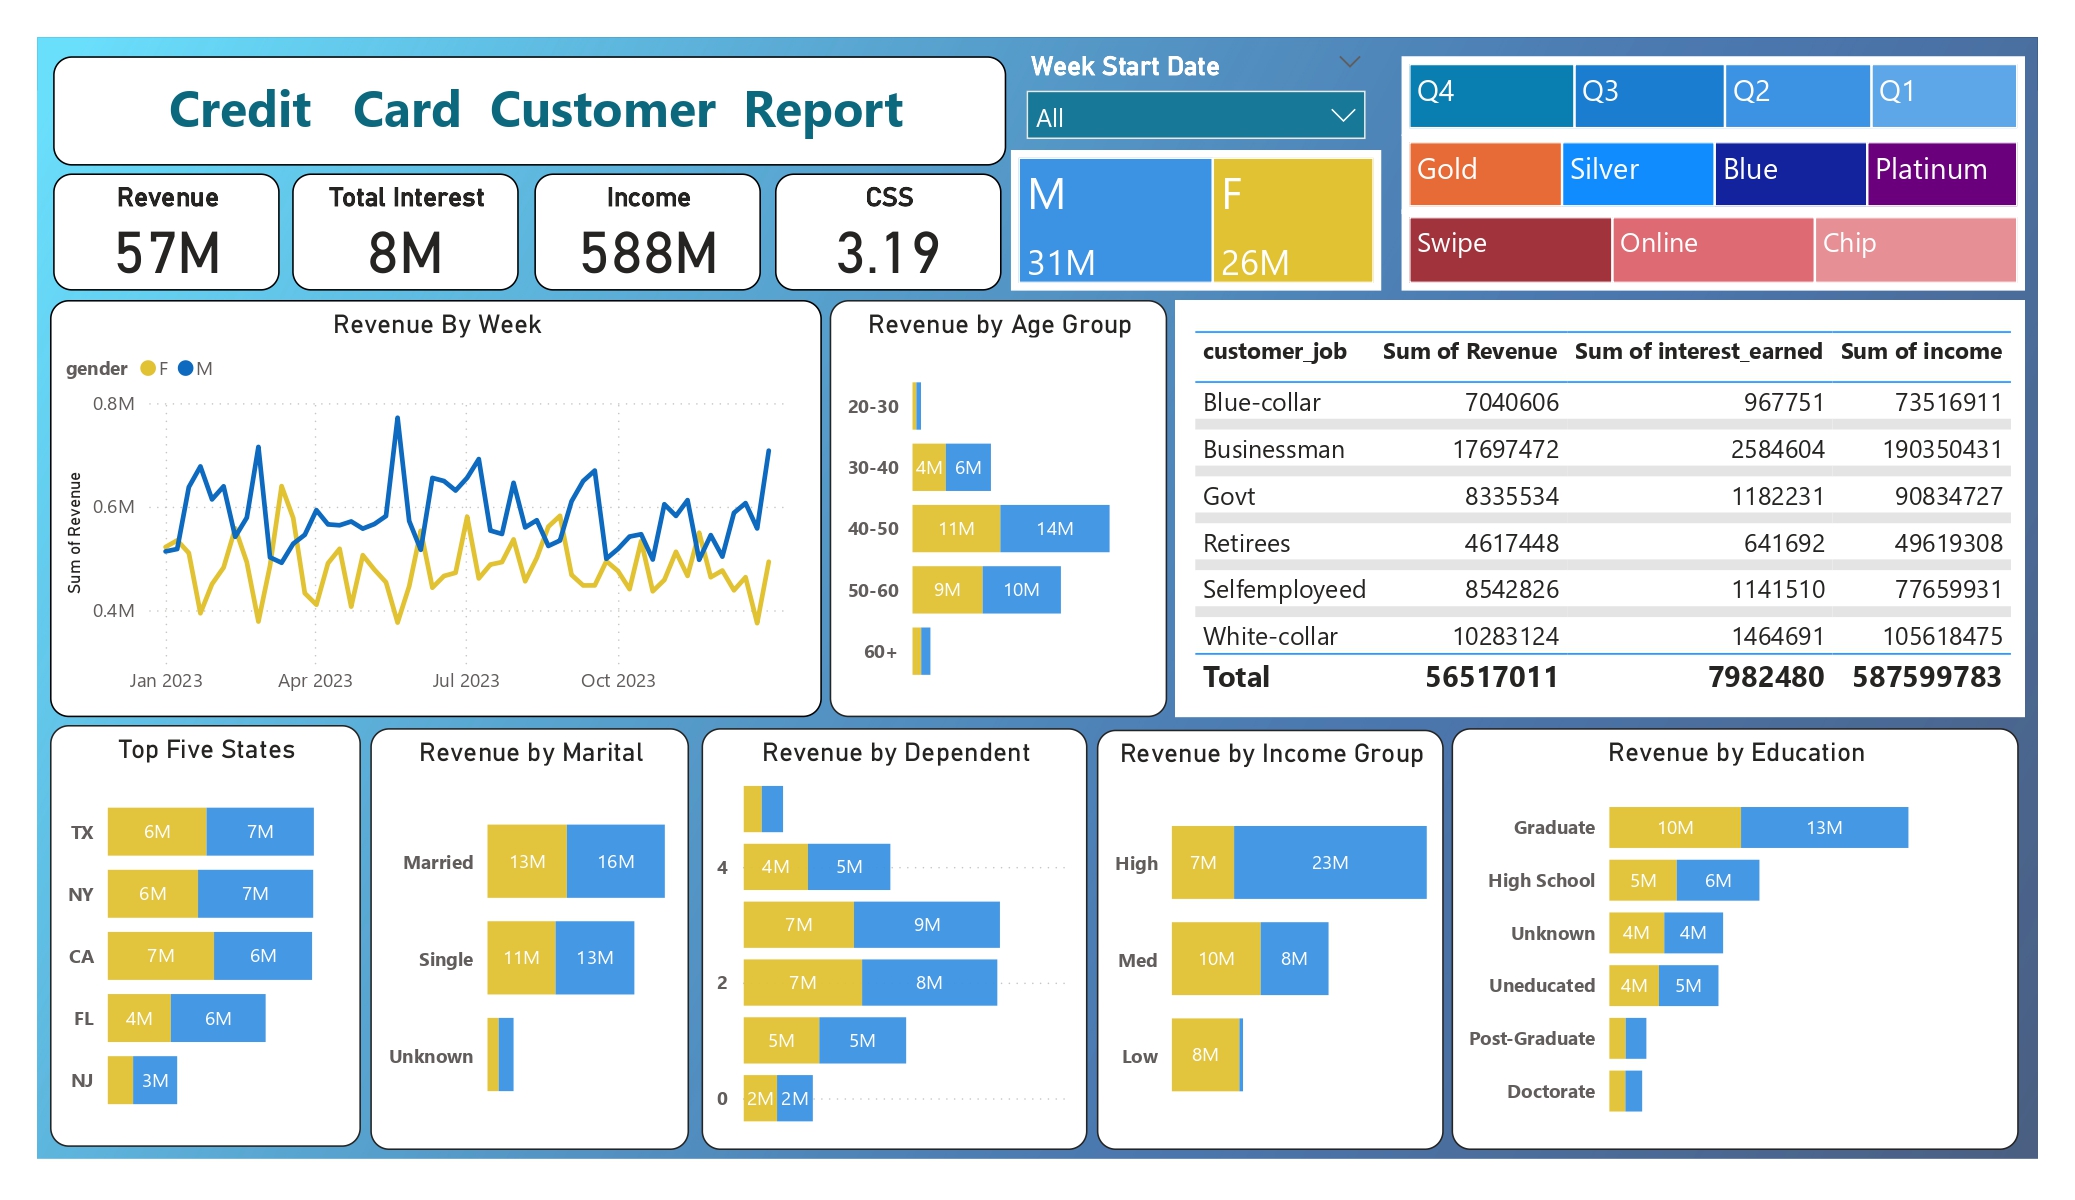 Credit Card Customer Report
Week Start Date
All
Q4 Q3 Q2 Q1
Gold Silver Blue Platinum
Swipe Online Chip
Revenue
57M
Total Interest
8M
Income
588M
CSS
3.19
M
31M
F
26M
Revenue By Week
gender F M
Sum of Revenue
0.8M
0.6M
0.4M
Jan 2023 Apr 2023 Jul 2023 Oct 2023
Revenue by Age Group
20-30
30-40 4M 6M
40-50 11M 14M
50-60 9M 10M
60+
customer_job Sum of Revenue Sum of interest_earned Sum of income
Blue-collar 7040606 967751 73516911
Businessman 17697472 2584604 190350431
Govt 8335534 1182231 90834727
Retirees 4617448 641692 49619308
Selfemployeed 8542826 1141510 77659931
White-collar 10283124 1464691 105618475
Total 56517011 7982480 587599783
Top Five States
TX 6M 7M
NY 6M 7M
CA 7M 6M
FL 4M 6M
NJ 3M
Revenue by Marital
Married 13M 16M
Single 11M 13M
Unknown
Revenue by Dependent
4 4M 5M
7M 9M
2 7M 8M
5M 5M
0 2M 2M
Revenue by Income Group
High 7M 23M
Med 10M 8M
Low 8M
Revenue by Education
Graduate 10M 13M
High School 5M 6M
Unknown 4M 4M
Uneducated 4M 5M
Post-Graduate
Doctorate